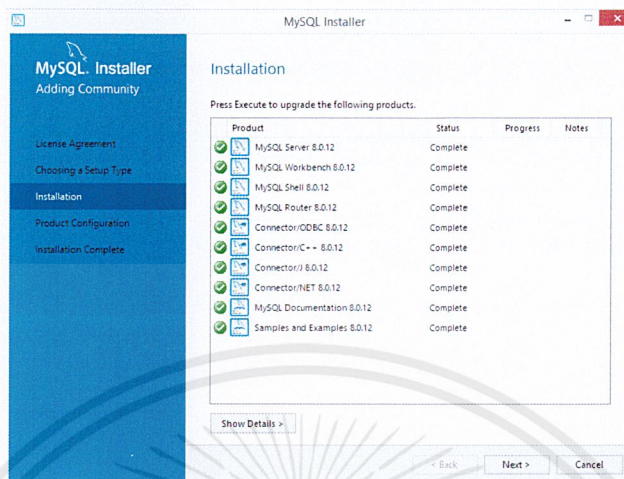 MySQL Installer
MySQL. Installer
Adding Community
License Agreement
Choosing a Setup Type
Installation
Product Configuration
Installation Complete
Installation
Press Execute to upgrade the following products.
Product Status Progress Notes
MySQL Server 8.0.12 Complete
MySQL Workbench 8.0.12 Complete
MySQL Shell 8.0.12 Complete
MySQL Router 8.0.12 Complete
Connector/ODBC 8.0.12 Complete
Connector/C++ 8.0.12 Complete
Connector/J 8.0.12 Complete
Connector/NET 8.0.12 Complete
MySQL Documentation 8.0.12 Complete
Samples and Examples 8.0.12 Complete
Show Details >
< Back Next > Cancel